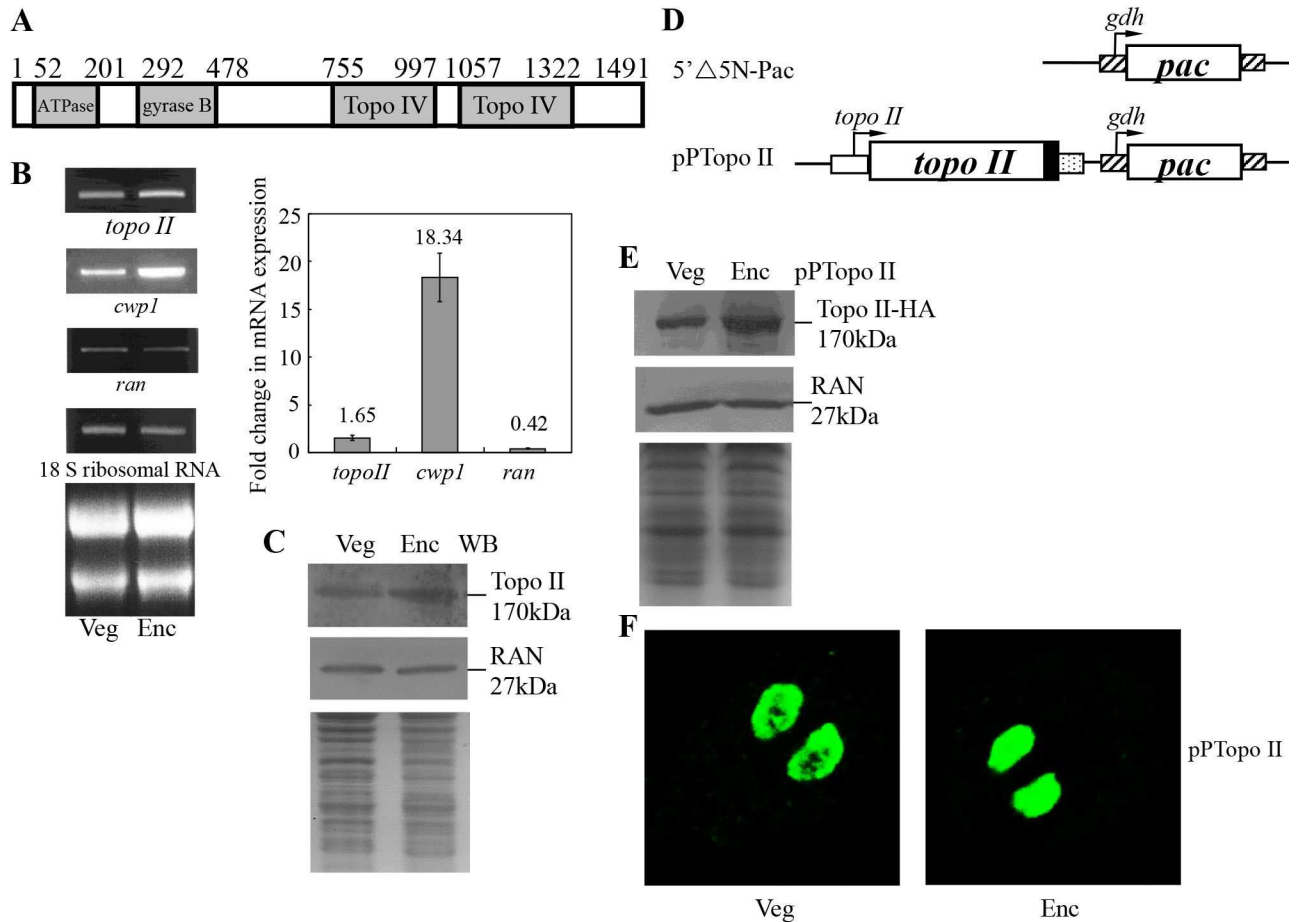 A
1 52 201 292 478 755 997 1057 1322 1491
ATPase gyrase B Topo IV Topo IV
B
topo II
cwp1
ran
18 S ribosomal RNA
Veg Enc
Fold change in mRNA expression
25
20
15
10
5
0
1.65
18.34
0.42
topoII cwp1 ran
C
Veg Enc WB
Topo II
170kDa
RAN
27kDa
D
5'△5N-Pac
gdh
pac
pPTopo II
topo II
topo II
gdh
pac
E
Veg Enc pPTopo II
Topo II-HA
170kDa
RAN
27kDa
F
pPTopo II
Veg Enc